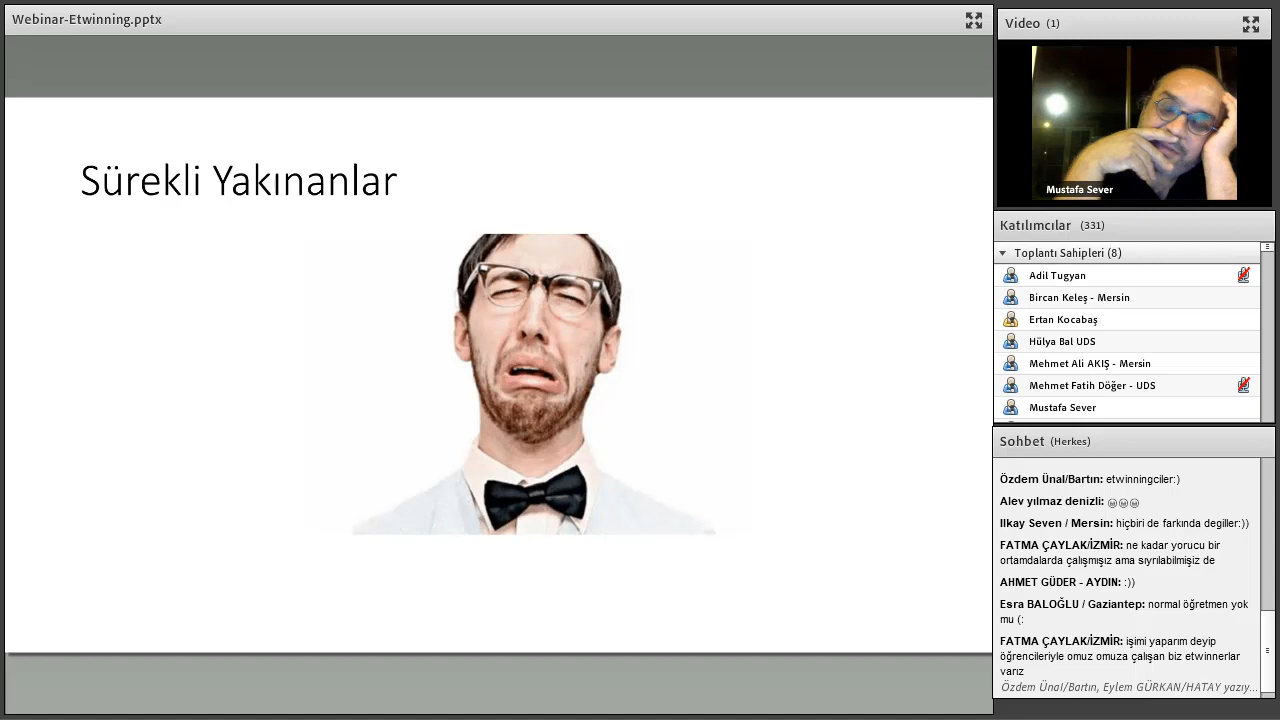 Webinar-Etwinning.pptx
Sürekli Yakınanlar
Video (1)
Mustafa Sever
Katılımcılar (331)
Toplantı Sahipleri (8)
Adil Tugyan
Bircan Keleş - Mersin
Ertan Kocabaş
Hülya Bal UDS
Mehmet Ali AKIŞ - Mersin
Mehmet Fatih Döğer - UDS
Mustafa Sever
Sohbet (Herkes)
Özdem Ünal/Bartın: etwinningciler:)
Alev yılmaz denizli:
Ilkay Seven / Mersin: hiçbiri de farkında degiller:))
FATMA ÇAYLAK/İZMİR: ne kadar yorucu bir
ortamdalarda çalışmışız ama sıyrılabilmişiz de
AHMET GÜDER - AYDIN: :))
Esra BALOĞLU / Gaziantep: normal öğretmen yok
mu (:
FATMA ÇAYLAK/İZMİR: işimi yaparım deyip
öğrencileriyle omuz omuza çalışan biz etwinnerlar
varız
Özdem Ünal/Bartın, Eylem GÜRKAN/HATAY yazıy...